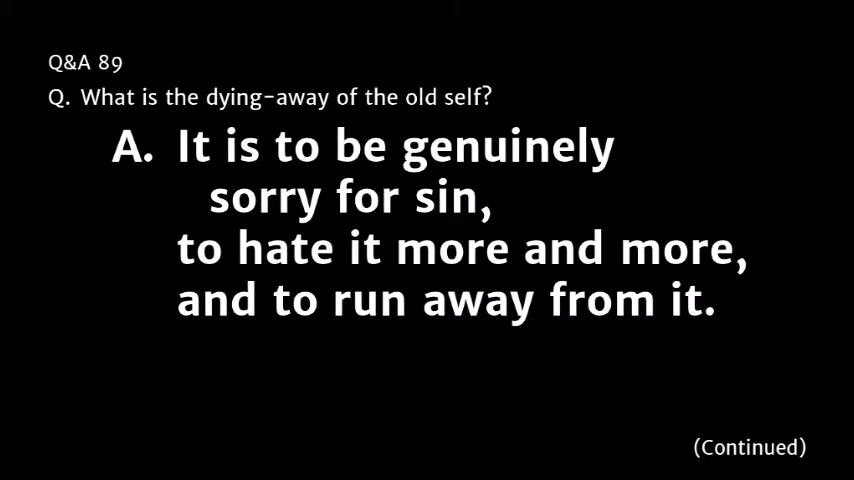 Q&A 89
Q. What is the dying-away of the old self?
A. It is to be genuinely
sorry for sin,
to hate it more and more,
and to run away from it.
(Continued)